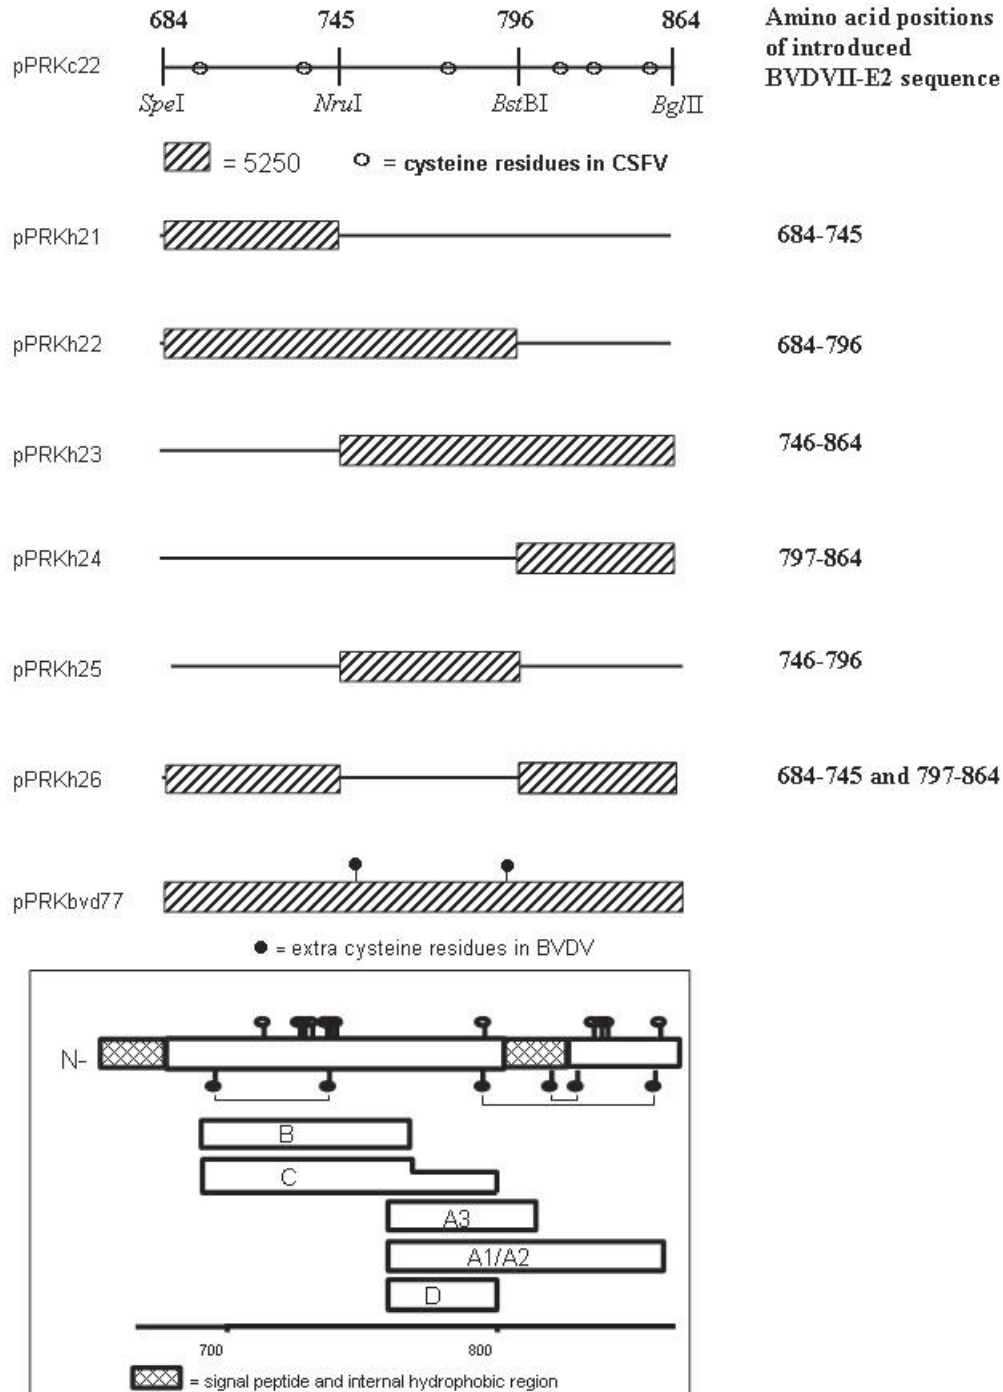 684 745 796 864 Amino acid positions
of introduced
pPRKc22 BVDVII-E2 sequence
SpeI NruI BstBI BglII
= 5250 = cysteine residues in CSFV
pPRKh21 684-745
pPRKh22 684-796
pPRKh23 746-864
pPRKh24 797-864
pPRKh25 746-796
pPRKh26 684-745 and 797-864
pPRKbvd77
= extra cysteine residues in BVDV
N-
B
C
A3
A1/A2
D
700 800
= signal peptide and internal hydrophobic region